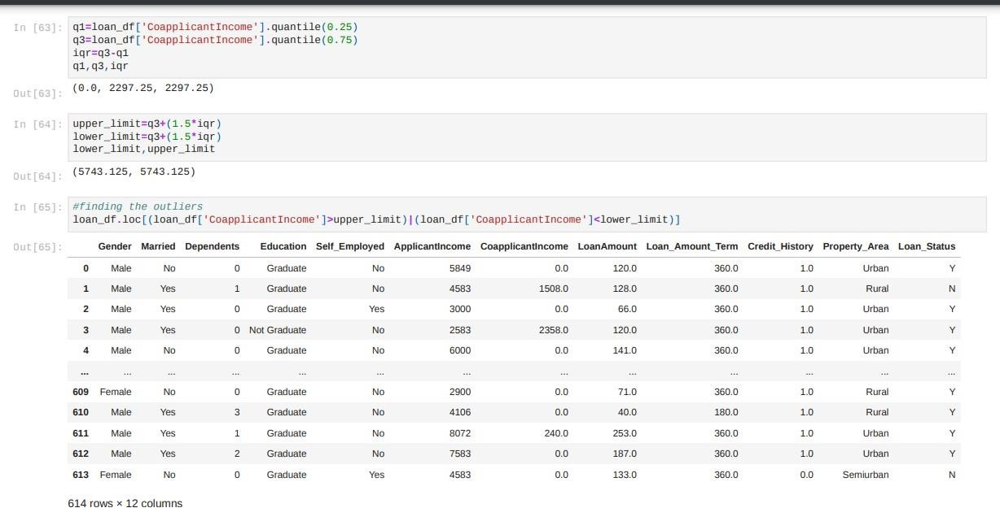 In [63]: q1=loan_df['CoapplicantIncome'].quantile(0.25)
q3=loan_df['CoapplicantIncome'].quantile(0.75)
iqr=q3-q1
q1,q3,iqr
Out[63]: (0.0, 2297.25, 2297.25)
In [64]: upper_limit=q3+(1.5*iqr)
lower_limit=q3+(1.5*iqr)
lower_limit,upper_limit
Out[64]: (5743.125, 5743.125)
In [65]: #finding the outliers
loan_df.loc[(loan_df['CoapplicantIncome']>upper_limit)|(loan_df['CoapplicantIncome']<lower_limit)]
Out[65]: Gender Married Dependents Education Self_Employed ApplicantIncome CoapplicantIncome LoanAmount Loan_Amount_Term Credit_History Property_Area Loan_Status
0 Male No 0 Graduate No 5849 0.0 120.0 360.0 1.0 Urban Y
1 Male Yes 1 Graduate No 4583 1508.0 128.0 360.0 1.0 Rural N
2 Male Yes 0 Graduate Yes 3000 0.0 66.0 360.0 1.0 Urban Y
3 Male Yes 0 Not Graduate No 2583 2358.0 120.0 360.0 1.0 Urban Y
4 Male No 0 Graduate No 6000 0.0 141.0 360.0 1.0 Urban Y
... ... ... ... ... ... ... ... ... ... ... ... ...
609 Female No 0 Graduate No 2900 0.0 71.0 360.0 1.0 Rural Y
610 Male Yes 3 Graduate No 4106 0.0 40.0 180.0 1.0 Rural Y
611 Male Yes 1 Graduate No 8072 240.0 253.0 360.0 1.0 Urban Y
612 Male Yes 2 Graduate No 7583 0.0 187.0 360.0 1.0 Urban Y
613 Female No 0 Graduate Yes 4583 0.0 133.0 360.0 0.0 Semiurban N
614 rows × 12 columns